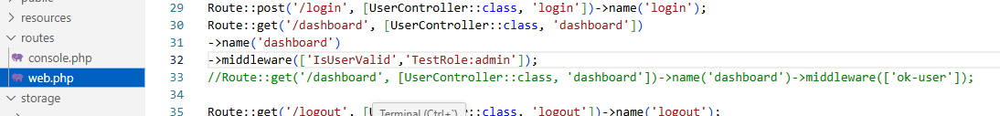 public
resources
routes
console.php
web.php
storage
29 Route::post('/login', [UserController::class, 'login'])->name('login');
30 Route::get('/dashboard', [UserController::class, 'dashboard'])
31 ->name('dashboard')
32 ->middleware(['IsUserValid','TestRole:admin']);
33 //Route::get('/dashboard', [UserController::class, 'dashboard'])->name('dashboard')->middleware(['ok-user']);
34
35 Route::get('/logout', [U
Terminal (Ctrl+`)
::class, 'logout'])->name('logout');